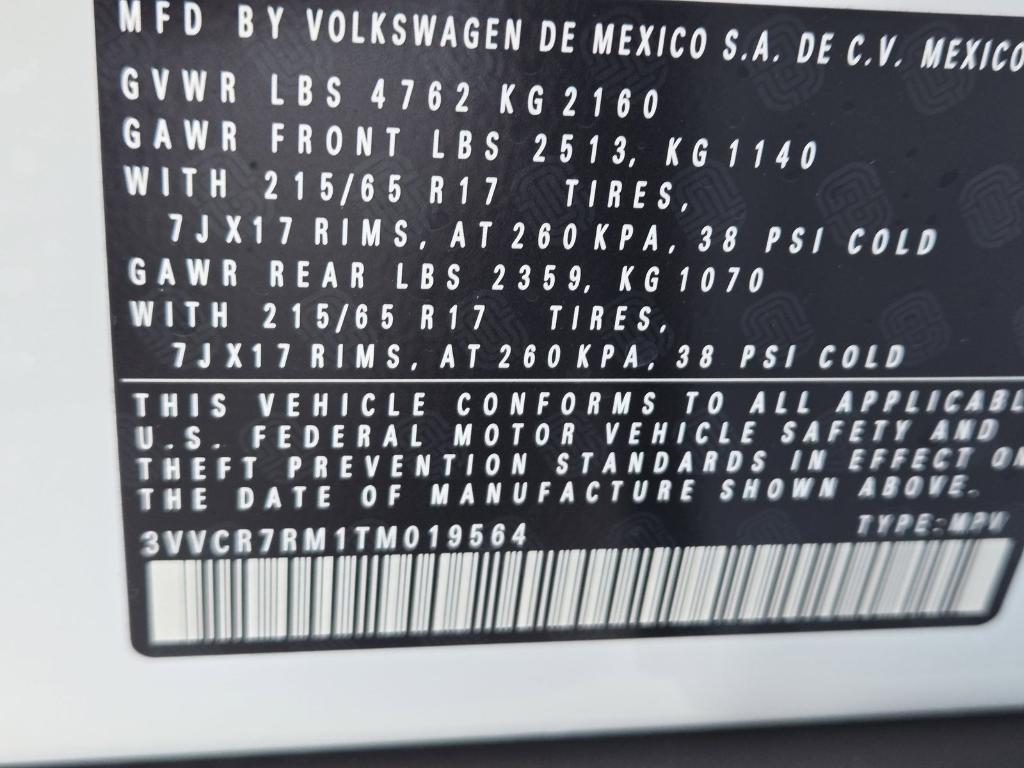 MFD BY VOLKSWAGEN DE MEXICO S.A. DE C.V. MEXICO
GVWR LBS 4762 KG 2160
GAWR FRONT LBS 2513, KG 1140
WITH 215/65 R17 TIRES,
7JX17 RIMS, AT 260 KPA, 38 PSI COLD
GAWR REAR LBS 2359, KG 1070
WITH 215/65 R17 TIRES,
7JX17 RIMS, AT 260 KPA, 38 PSI COLD
THIS VEHICLE CONFORMS TO ALL APPLICABL
U.S. FEDERAL MOTOR VEHICLE SAFETY AND
THEFT PREVENTION STANDARDS IN EFFECT ON
THE DATE OF MANUFACTURE SHOWN ABOVE.
3VVCR7RM1TM019564 TYPE:MPV